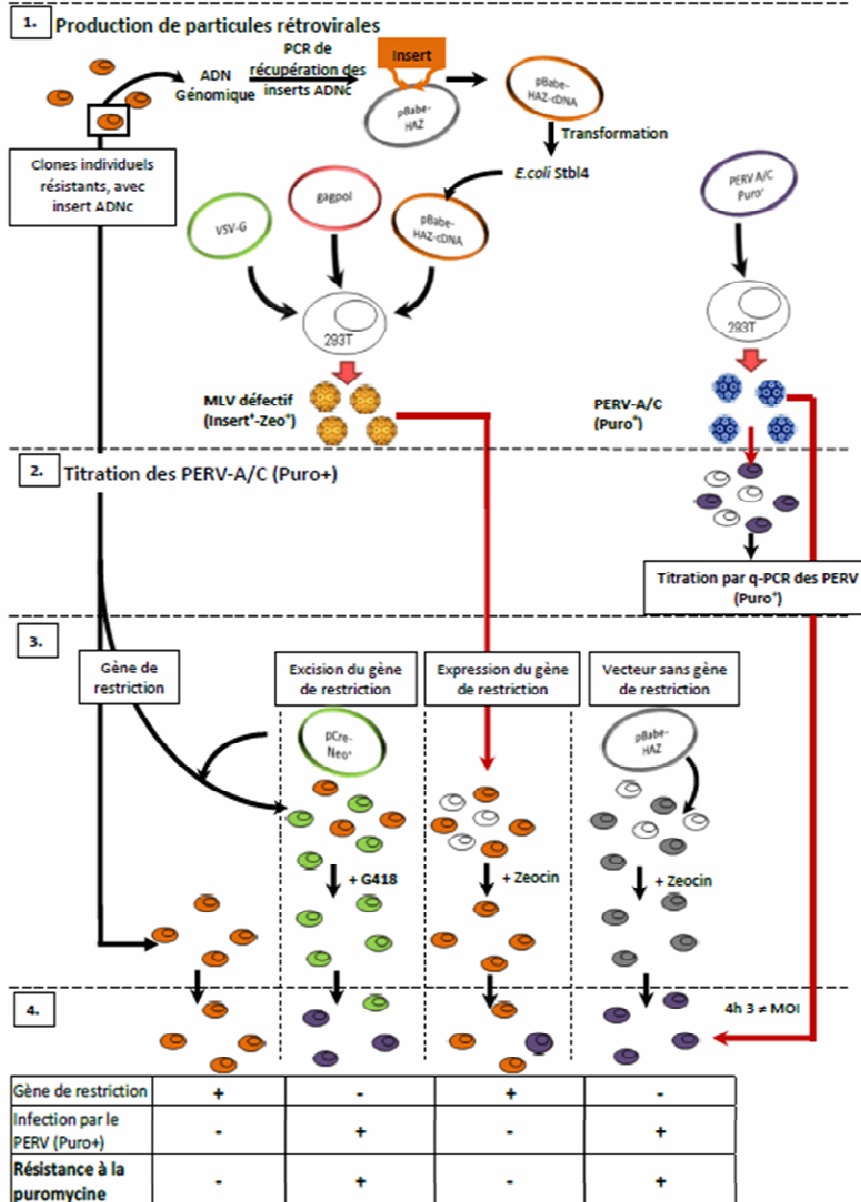 1. Production de particules rétrovirales
ADN
Génomique
PCR de
récupération des
inserts ADNc
Insert
pBabe-
HAZ
pBabe-
HAZ-cDNA
Transformation
E.coli Stbl4
Clones individuels
résistants, avec
insert ADNc
VSV-G
gagpol
pBabe-
HAZ-cDNA
PERV A/C
Puro⁺
293T
293T
MLV défectif
(Insert⁺-Zeo⁺)
PERV-A/C
(Puro⁺)
2. Titration des PERV-A/C (Puro+)
Titration par q-PCR des PERV
(Puro⁺)
3.
Gène de
restriction
Excision du gène
de restriction
Expression du gène
de restriction
Vecteur sans gène
de restriction
pCre-
Neo⁺
pBabe-
HAZ
+ G418
+ Zeocin
+ Zeocin
4.
4h 3 ≠ MOI
Gène de restriction + - + -
Infection par le
PERV (Puro+) - + - +
Résistance à la
puromycine - + - +